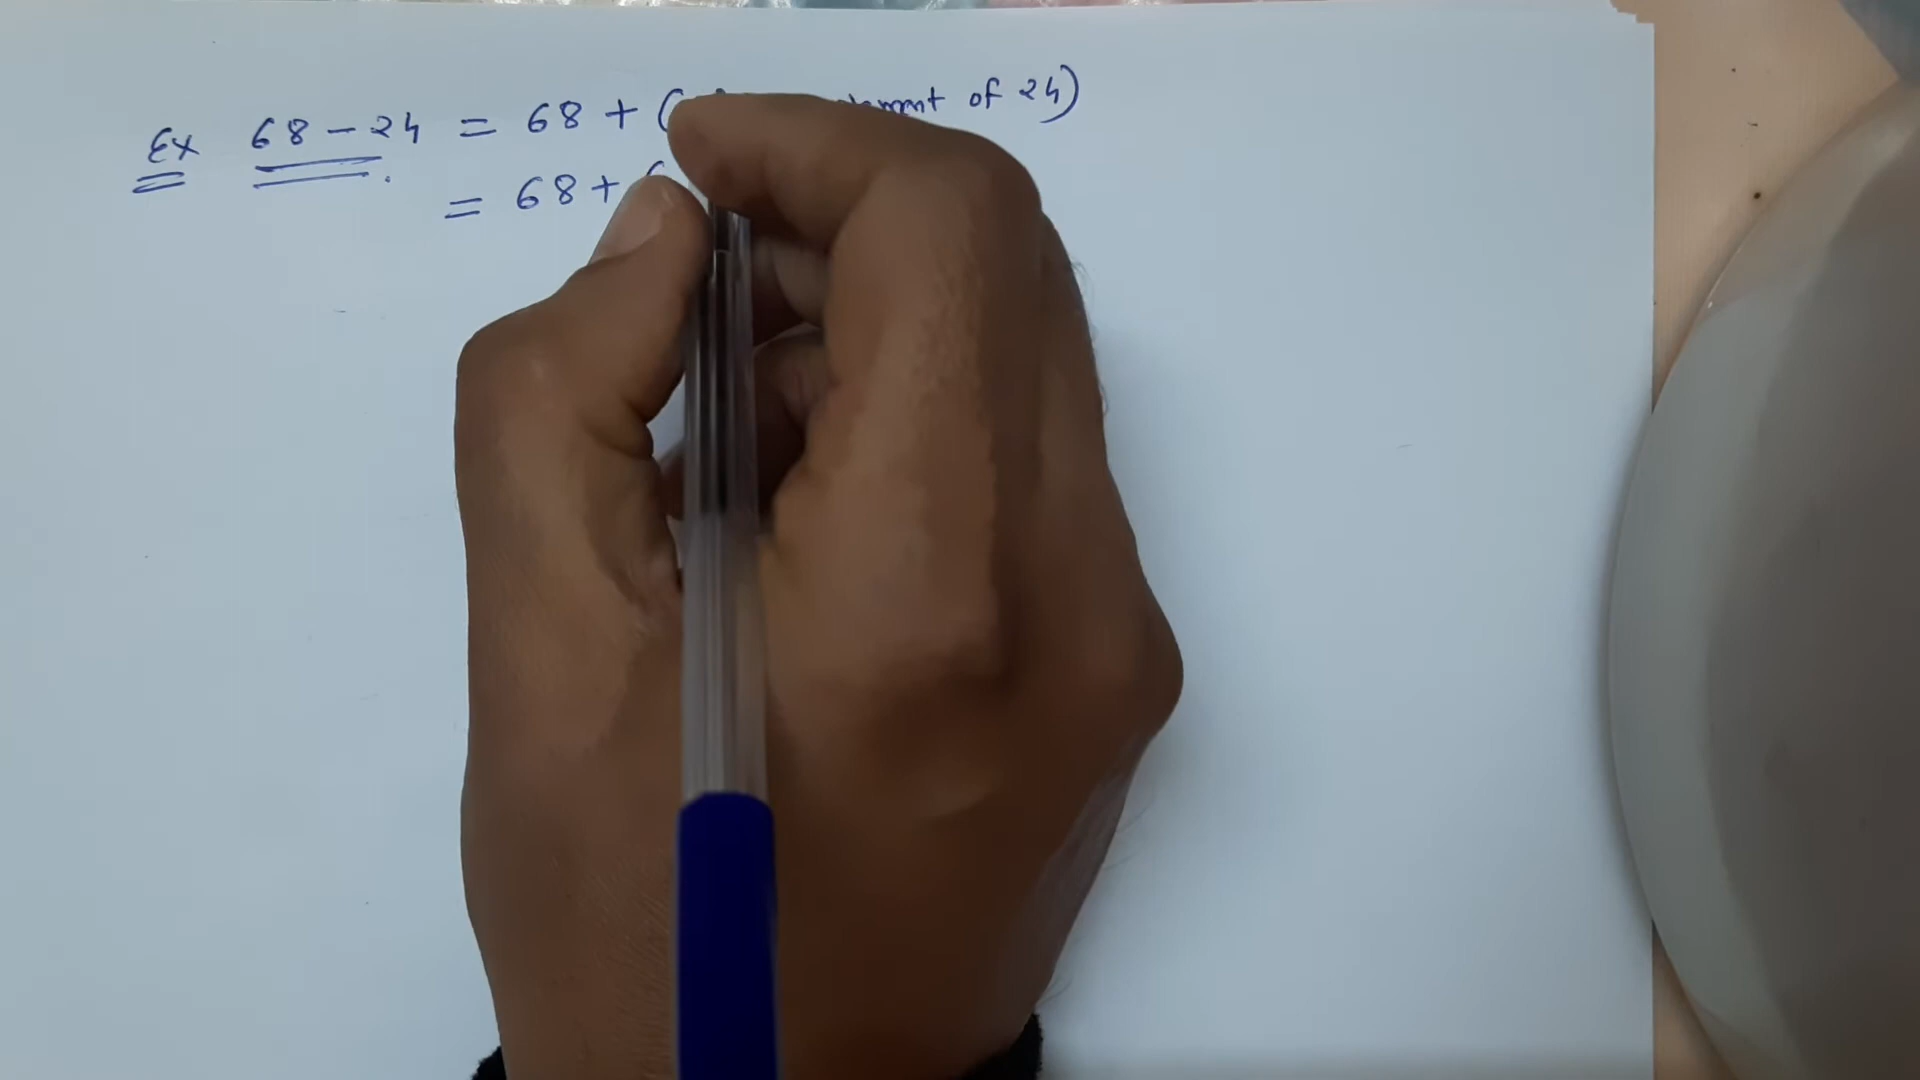 Ex 68 - 24 = 68 + ( of 24)
= 68 + (